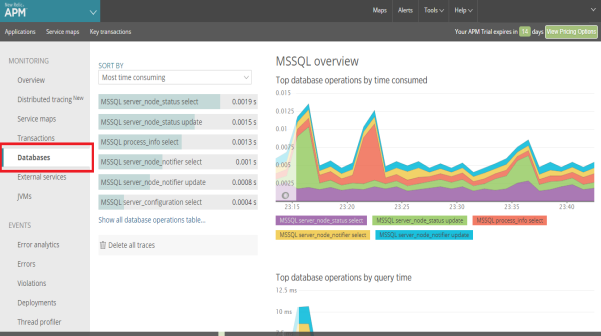 New Relic
APM
Maps Alerts Tools Help
Applications Service maps Key transactions
Your APM Trial expires in 14 days View Pricing Options
MONITORING
Overview
Distributed tracing New
Service maps
Transactions
Databases
External services
JVMs
EVENTS
Error analytics
Errors
Violations
Deployments
Thread profiler
SORT BY
Most time consuming
MSSQL server_node_status select 0.0019 s
MSSQL server_node_status update 0.0015 s
MSSQL process_info select 0.0013 s
MSSQL server_node_notifier select 0.001 s
MSSQL server_node_notifier update 0.0008 s
MSSQL server_configuration select 0.0004 s
Show all database operations table...
Delete all traces
MSSQL overview
Top database operations by time consumed
0.015
0.0125
0.01
0.0075
0.005
0.0025
23:15 23:20 23:25 23:30 23:35 23:40
MSSQL server_node_status select MSSQL server_node_status update MSSQL process_info select
MSSQL server_node_notifier select MSSQL server_node_notifier update
Top database operations by query time
12.5 ms
10 ms